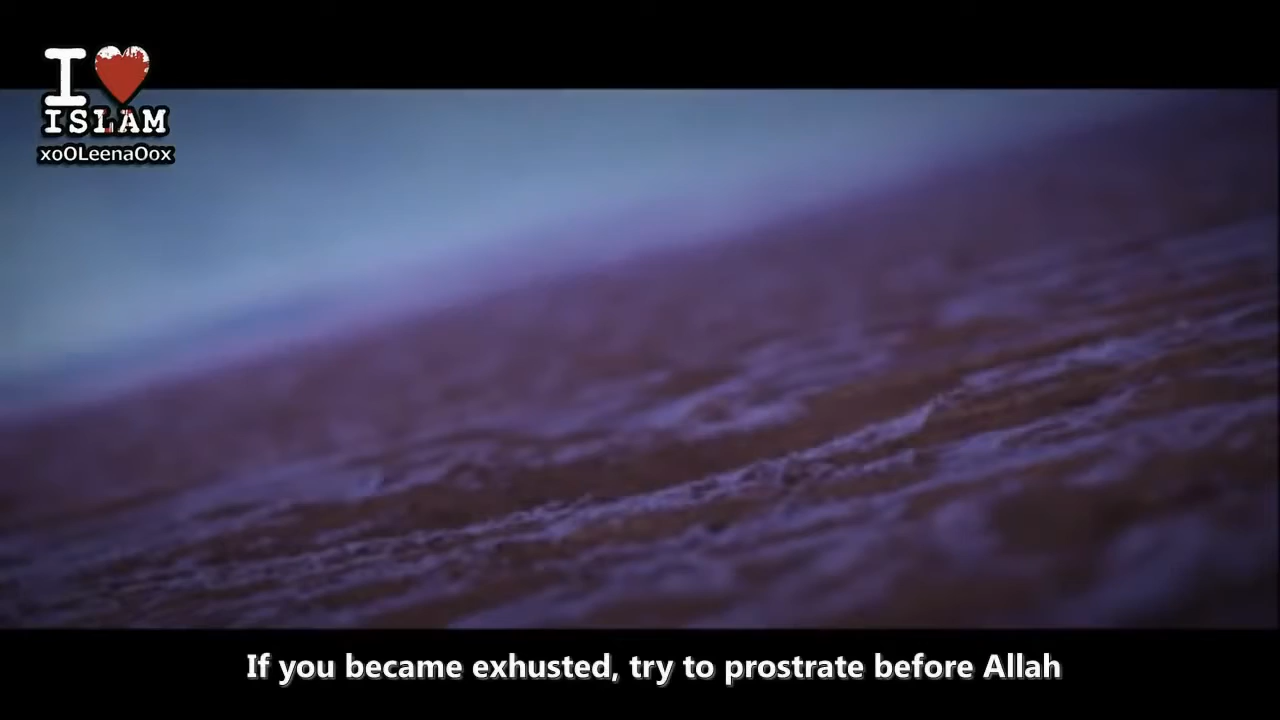 I ❤ ISLAM
xoOLeenaOox
If you became exhusted, try to prostrate before Allah